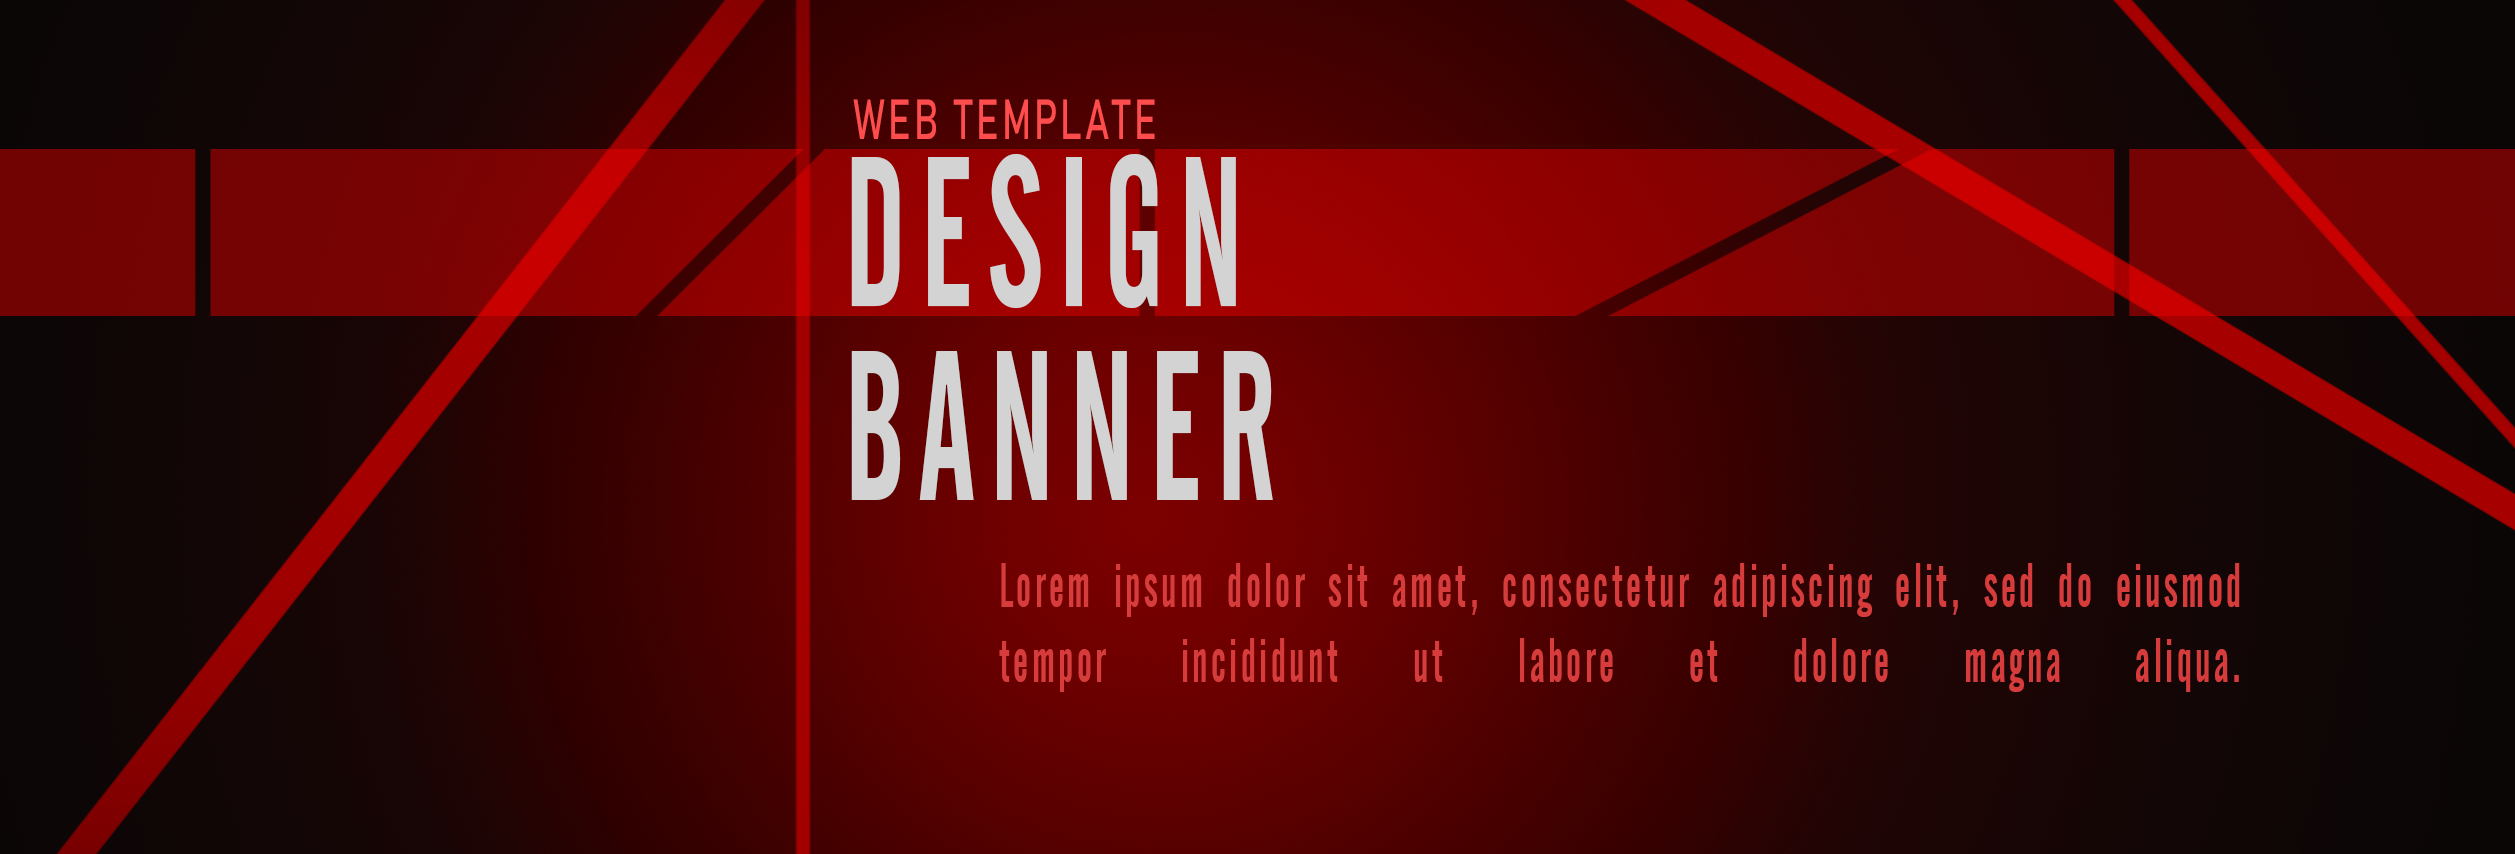 WEB TEMPLATE
DESIGN
BANNER
Lorem ipsum dolor sit amet, consectetur adipiscing elit, sed do eiusmod
tempor incididunt ut labore et dolore magna aliqua.